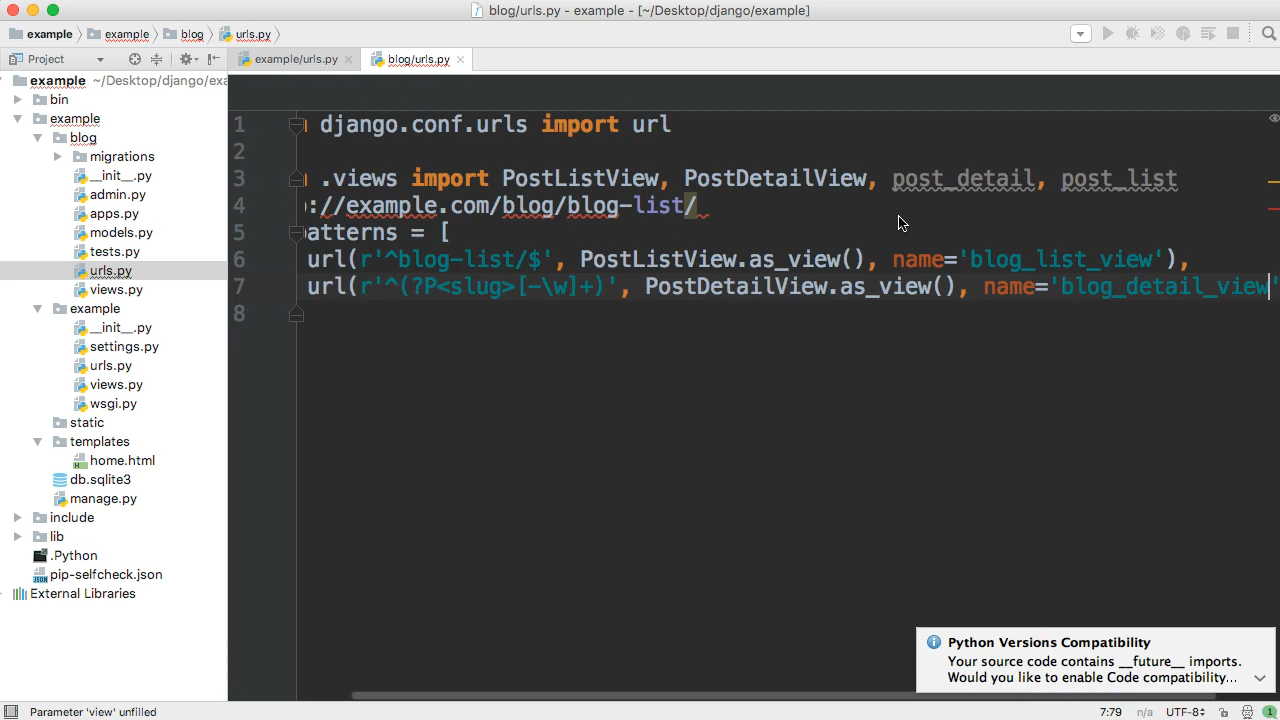 blog/urls.py - example - [~/Desktop/django/example]
example example blog urls.py
Project
example/urls.py blog/urls.py
example ~/Desktop/django/exa
bin
example
blog
migrations
__init__.py
admin.py
apps.py
models.py
tests.py
urls.py
views.py
example
__init__.py
settings.py
urls.py
views.py
wsgi.py
static
templates
home.html
db.sqlite3
manage.py
include
lib
.Python
pip-selfcheck.json
External Libraries
1 django.conf.urls import url
2
3 .views import PostListView, PostDetailView, post_detail, post_list
4 ://example.com/blog/blog-list/
5 atterns = [
6 url(r'^blog-list/$', PostListView.as_view(), name='blog_list_view'),
7 url(r'^(?P<slug>[-\w]+)', PostDetailView.as_view(), name='blog_detail_view'
8
Python Versions Compatibility
Your source code contains __future__ imports.
Would you like to enable Code compatibility...
Parameter 'view' unfilled 7:79 n/a UTF-8 1